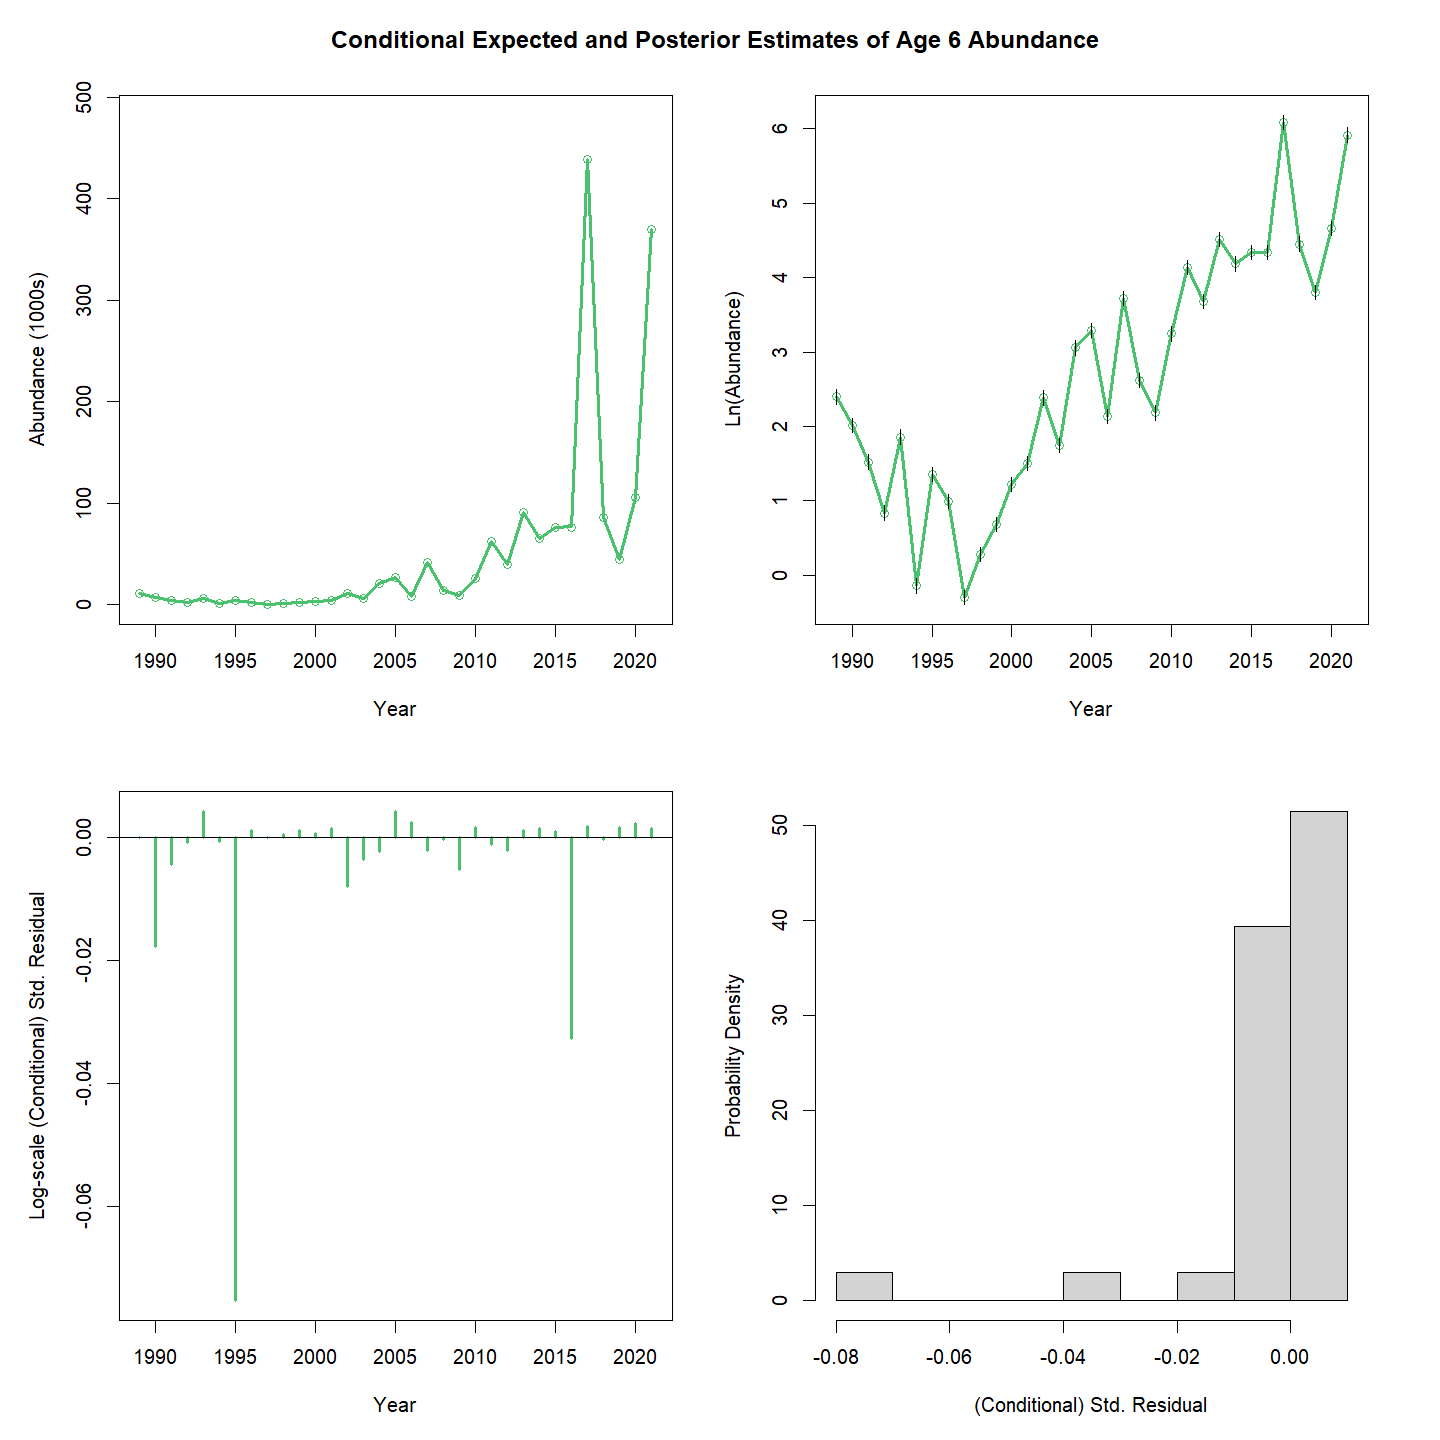 Conditional Expected and Posterior Estimates of Age 6 Abundance
Abundance (1000s)
0 100 200 300 400 500
1990 1995 2000 2005 2010 2015 2020
Year
Ln(Abundance)
0 1 2 3 4 5 6
1990 1995 2000 2005 2010 2015 2020
Year
Log-scale (Conditional) Std. Residual
-0.06 -0.04 -0.02 0.00
1990 1995 2000 2005 2010 2015 2020
Year
Probability Density
0 10 20 30 40 50
-0.08 -0.06 -0.04 -0.02 0.00
(Conditional) Std. Residual